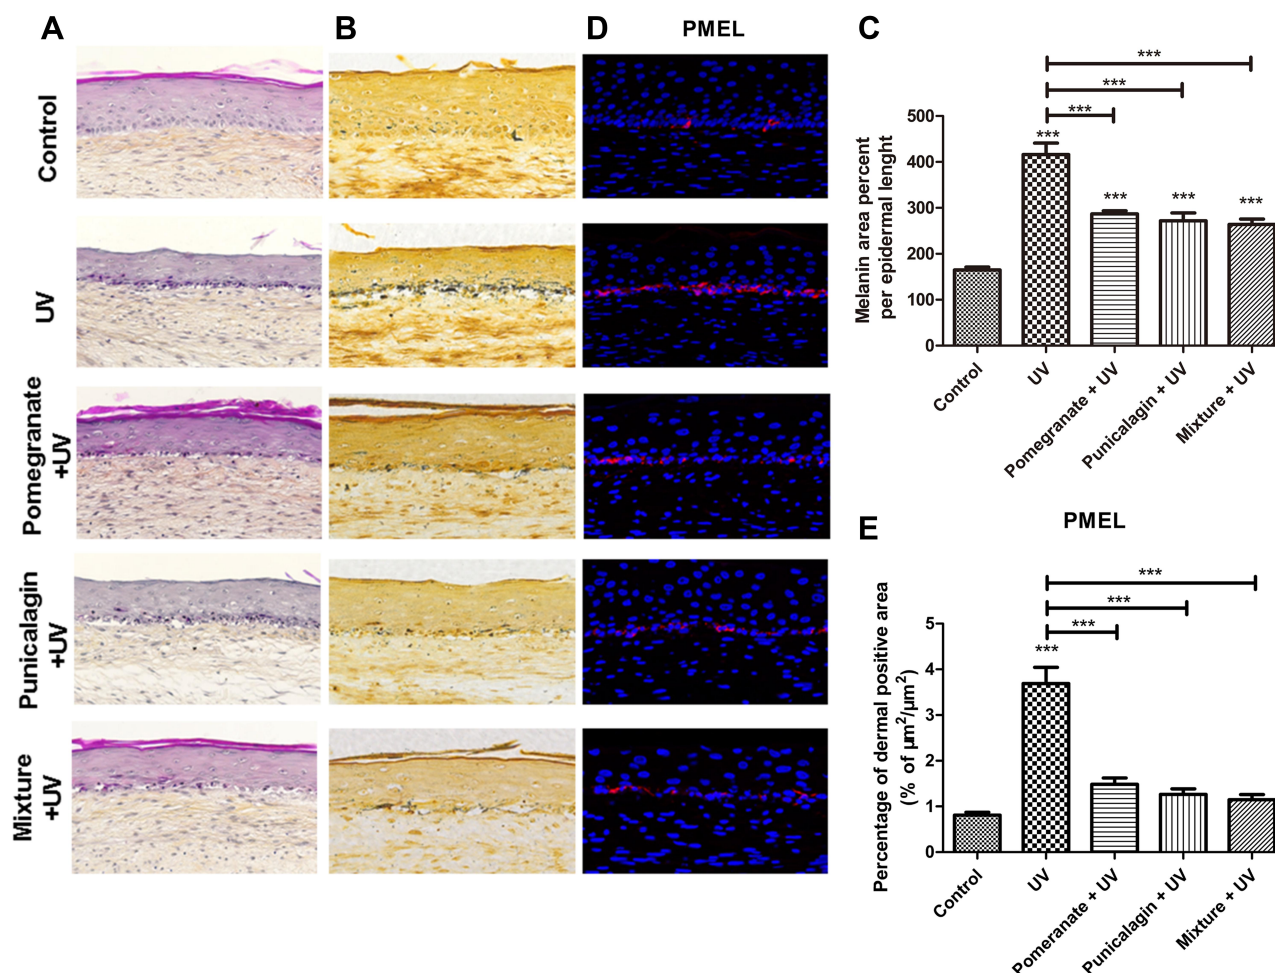 A
B
D
PMEL
Control
UV
Pomegranate
+UV
Punicalagin
+UV
Mixture
+UV
C
***
***
***
***
***
***
***
Melanin area percent
per epidermal lenght
500
400
300
200
100
0
Control
UV
Pomegranate + UV
Punicalagin + UV
Mixture + UV
E
PMEL
***
***
***
***
Percentage of dermal positive area
(% of µm²/µm²)
5
4
3
2
1
0
Control
UV
Pomeranate + UV
Punicalagin + UV
Mixture + UV